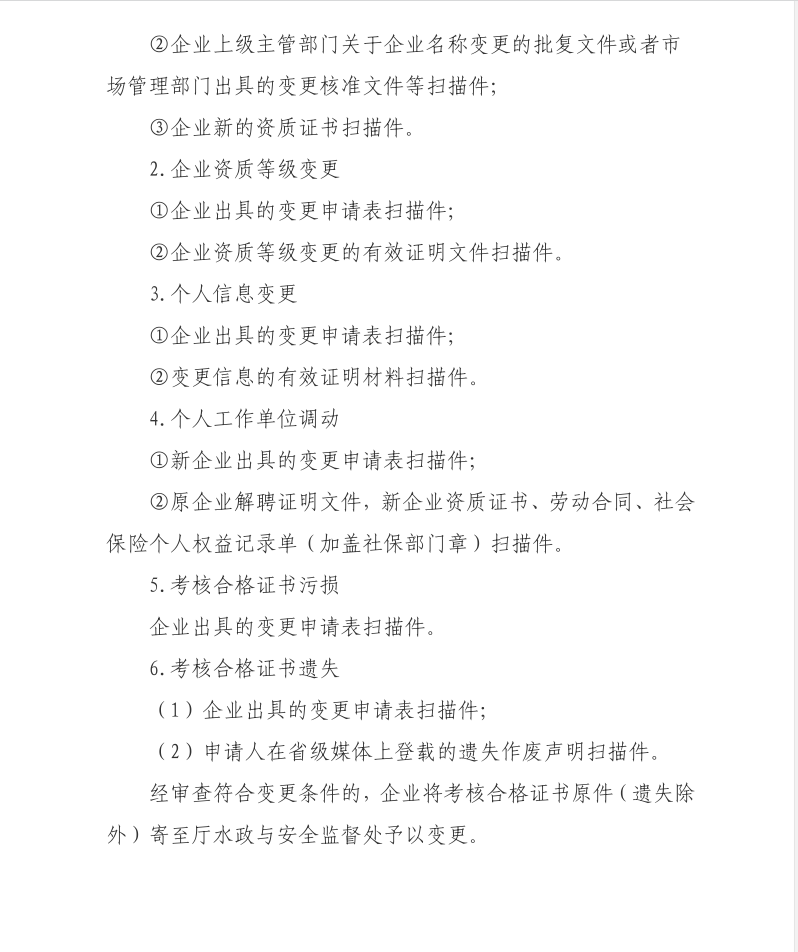 ②企业上级主管部门关于企业名称变更的批复文件或者市
场管理部门出具的变更核准文件等扫描件；
③企业新的资质证书扫描件。
2.企业资质等级变更
①企业出具的变更申请表扫描件；
②企业资质等级变更的有效证明文件扫描件。
3.个人信息变更
①企业出具的变更申请表扫描件；
②变更信息的有效证明材料扫描件。
4.个人工作单位调动
①新企业出具的变更申请表扫描件；
②原企业解聘证明文件，新企业资质证书、劳动合同、社会
保险个人权益记录单（加盖社保部门章）扫描件。
5.考核合格证书污损
企业出具的变更申请表扫描件。
6.考核合格证书遗失
（1）企业出具的变更申请表扫描件；
（2）申请人在省级媒体上登载的遗失作废声明扫描件。
经审查符合变更条件的，企业将考核合格证书原件（遗失除
外）寄至厅水政与安全监督处予以变更。